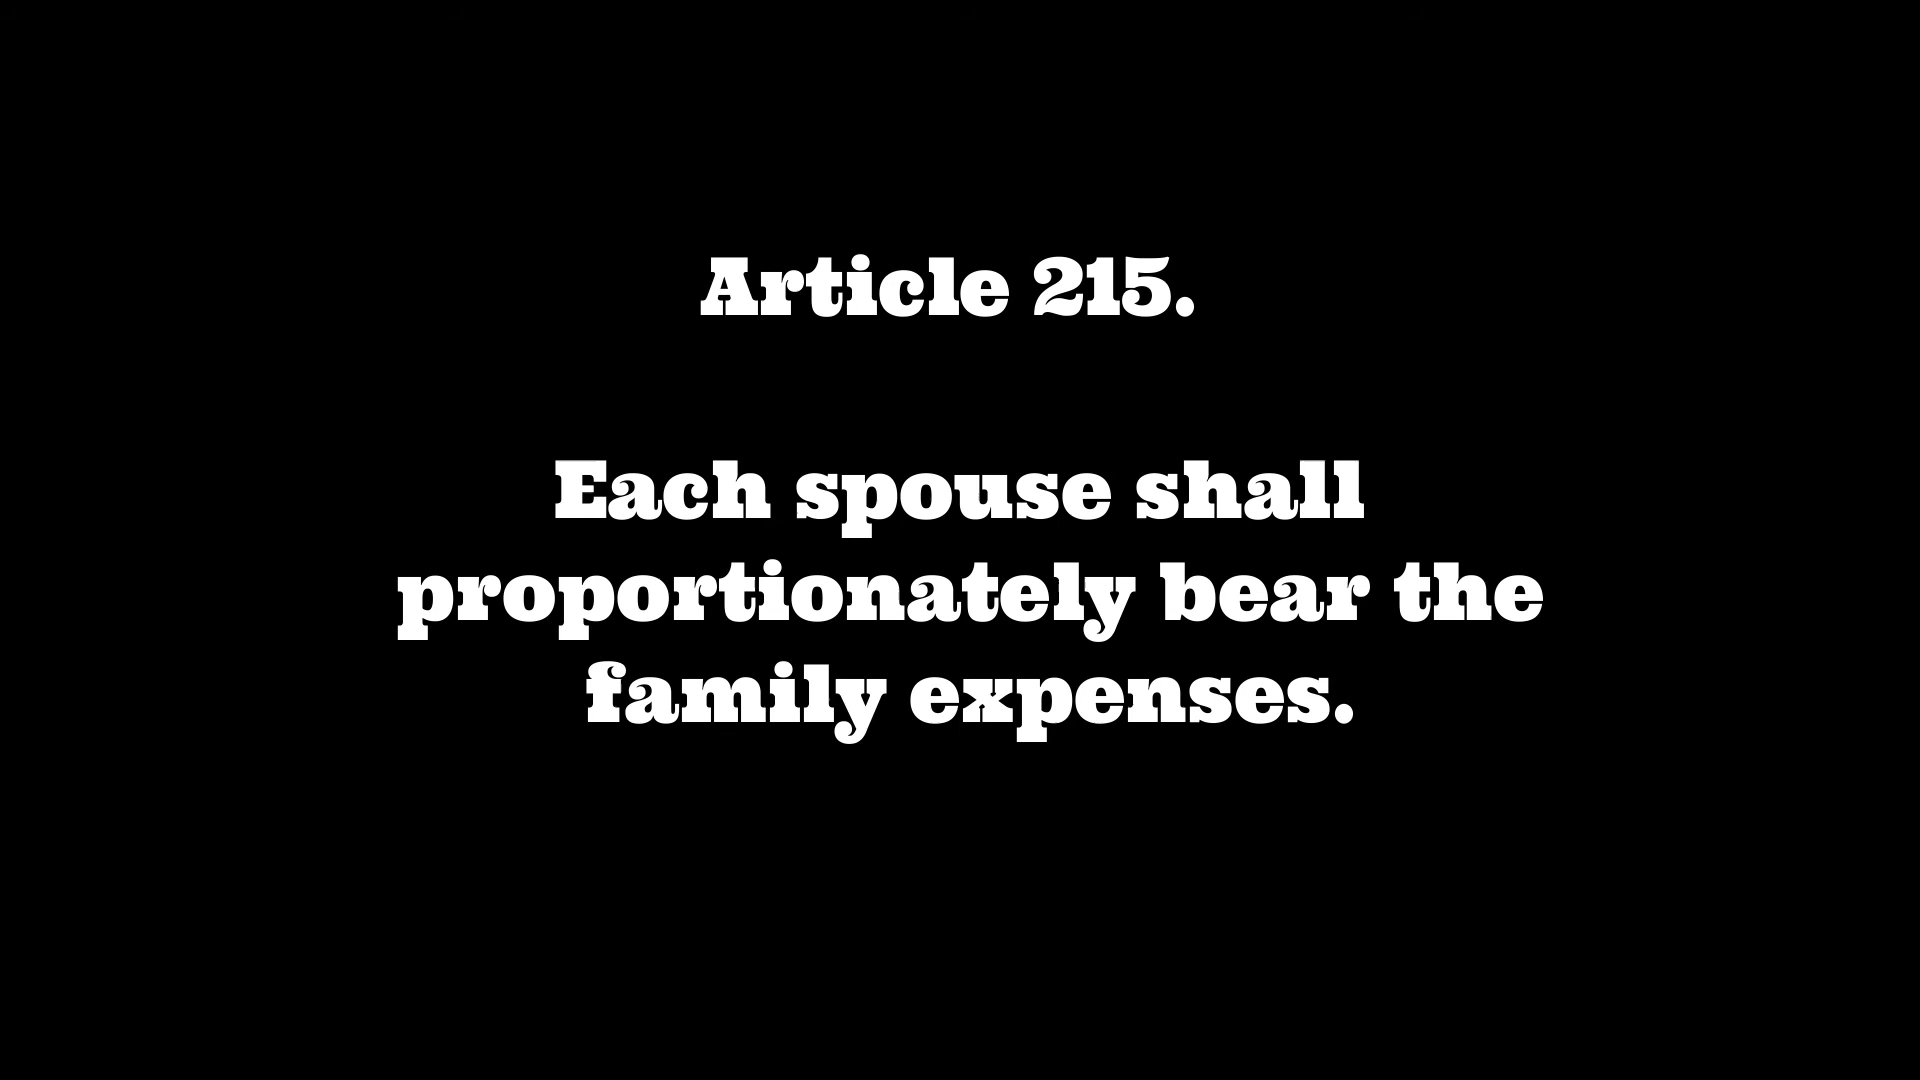 Article 215.
Each spouse shall
proportionately bear the
family expenses.